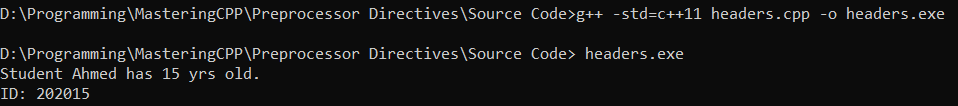 D:\Programming\MasteringCPP\Preprocessor Directives\Source Code>g++ -std=c++11 headers.cpp -o headers.exe
D:\Programming\MasteringCPP\Preprocessor Directives\Source Code> headers.exe
Student Ahmed has 15 yrs old.
ID: 202015